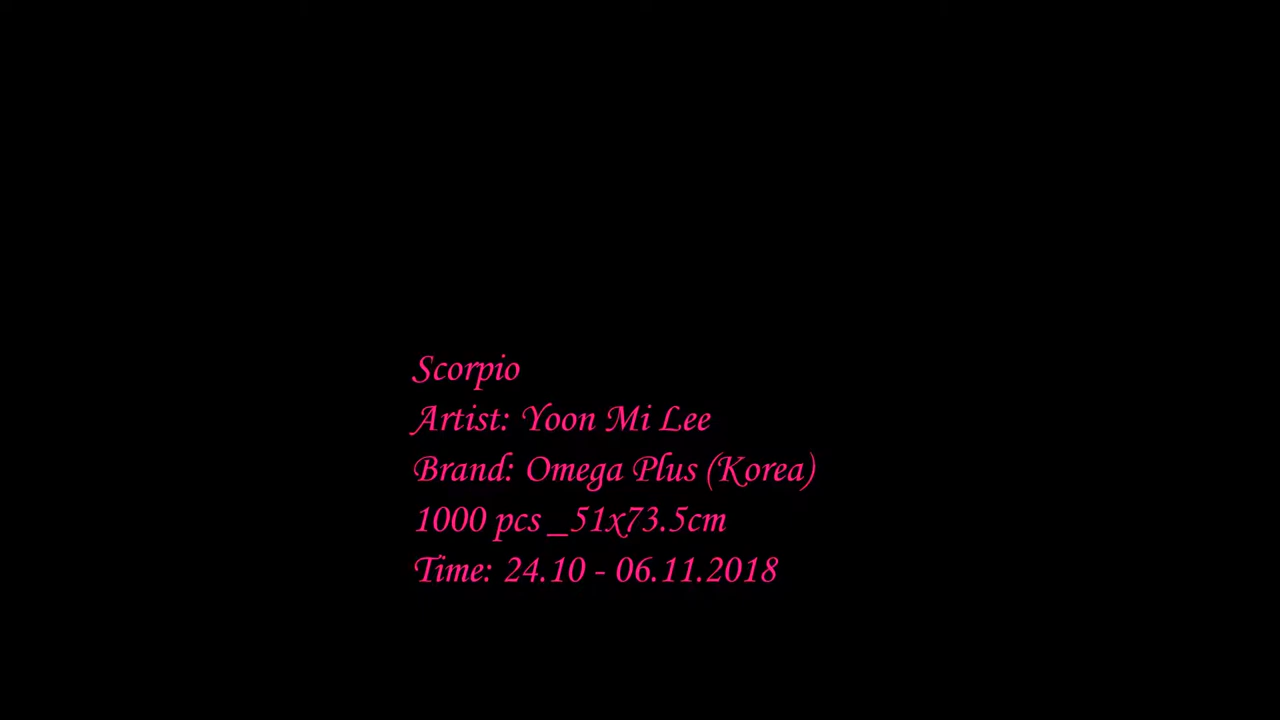 Scorpio
Artist: Yoon Mi Lee
Brand: Omega Plus (Korea)
1000 pcs _51x73.5cm
Time: 24.10 - 06.11.2018